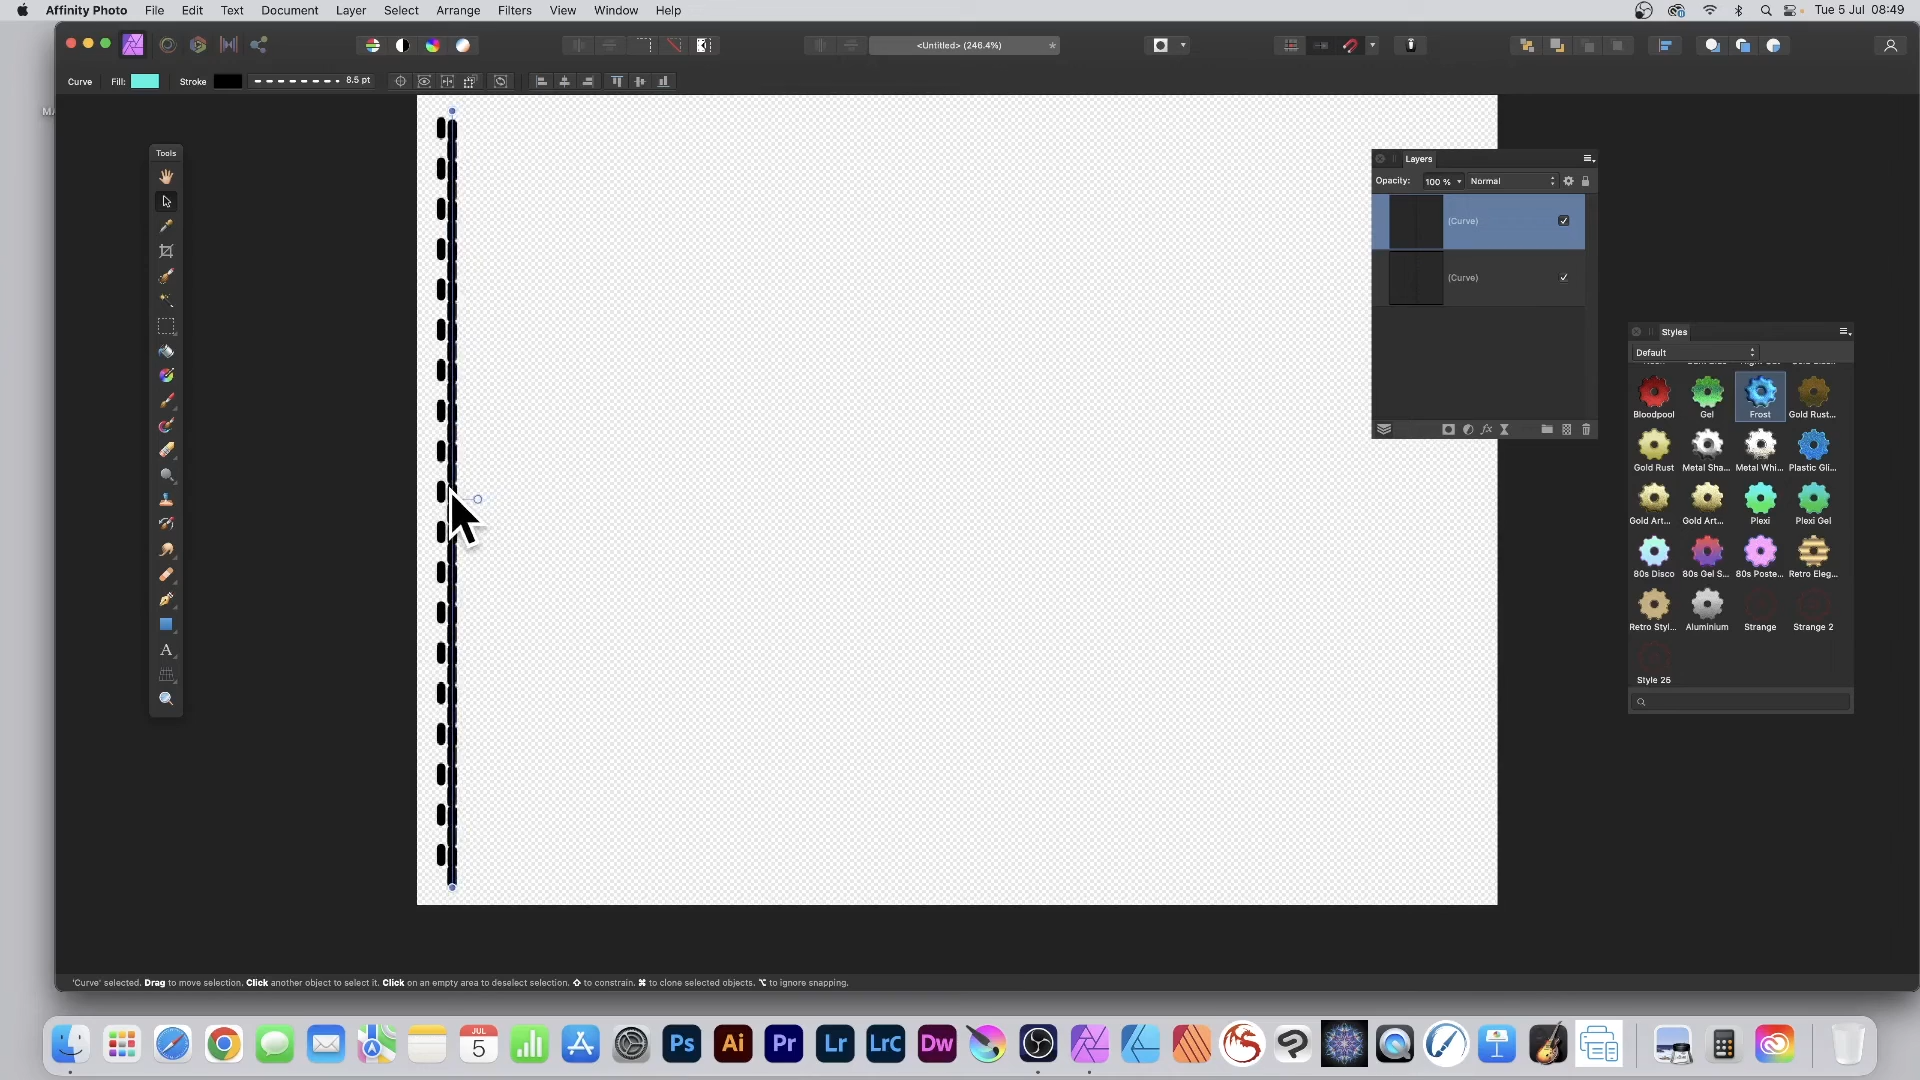 Affinity Photo File Edit Text Document Layer Select Arrange Filters View Window Help
Tue 5 Jul 08:49
<Untitled> (246.4%)
Curve Fill: Stroke 8.5 pt
Tools
Layers
Opacity: 100 % Normal
(Curve)
(Curve)
Styles
Default
Bloodpool Gel Frost Gold Rust...
Gold Rust Metal Sha... Metal Whi... Plastic Gli...
Gold Art... Gold Art... Plexi Plexi Gel
80s Disco 80s Gel S... 80s Poste... Retro Eleg...
Retro Styl... Aluminium Strange Strange 2
Style 25
A
'Curve' selected. Drag to move selection. Click another object to select it. Click on an empty area to deselect selection. ⇧ to constrain. ⌘ to clone selected objects. ⌥ to ignore snapping.
JUL
5
Ps Ai Pr Lr LrC Dw